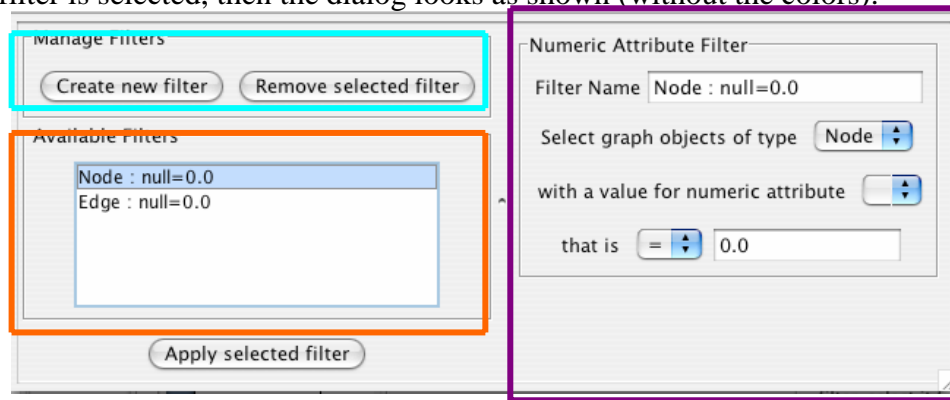 filter is selected, then the dialog looks as shown (without the colors).
Manage Filters
Create new filter Remove selected filter
Available Filters
Node : null=0.0
Edge : null=0.0
Apply selected filter
Numeric Attribute Filter
Filter Name Node : null=0.0
Select graph objects of type Node
with a value for numeric attribute
that is = 0.0